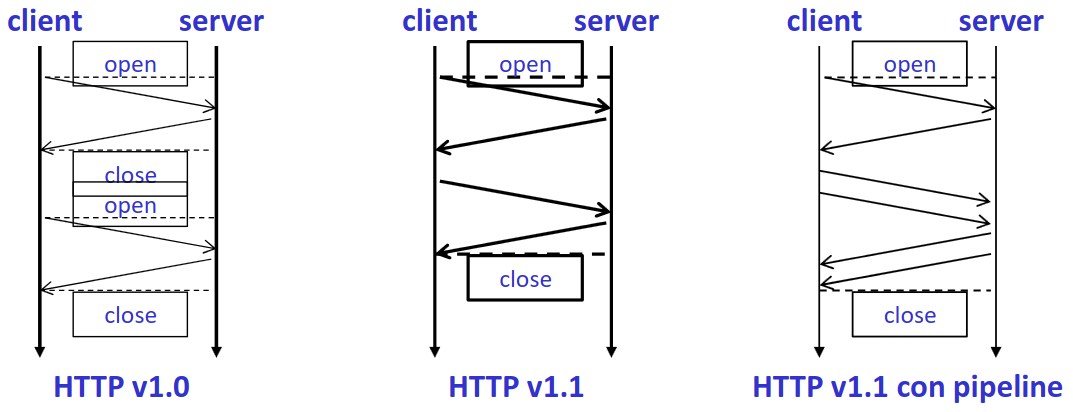 client server
open
close
open
close
HTTP v1.0
client server
open
close
HTTP v1.1
client server
open
close
HTTP v1.1 con pipeline